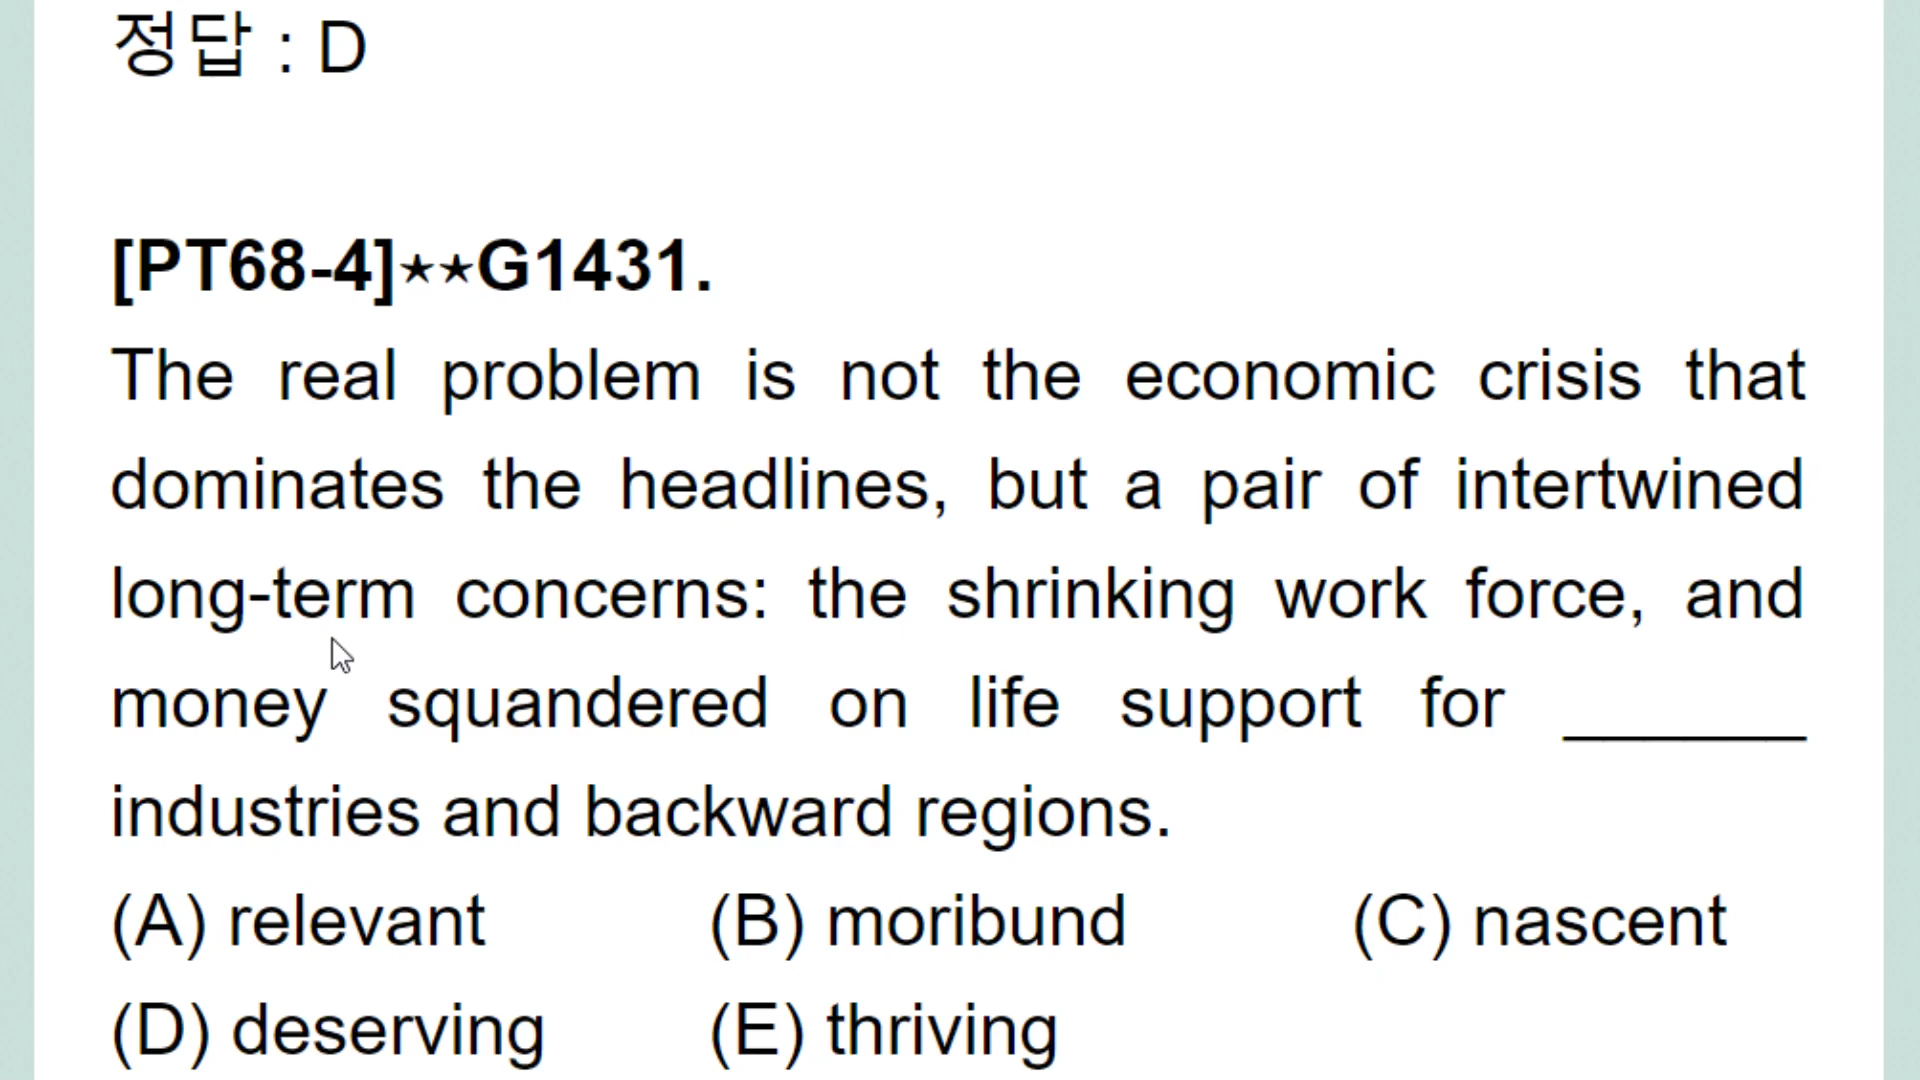 정답 : D
[PT68-4]⋆⋆G1431.
The real problem is not the economic crisis that
dominates the headlines, but a pair of intertwined
long-term concerns: the shrinking work force, and
money squandered on life support for _______
industries and backward regions.
(A) relevant (B) moribund (C) nascent
(D) deserving (E) thriving